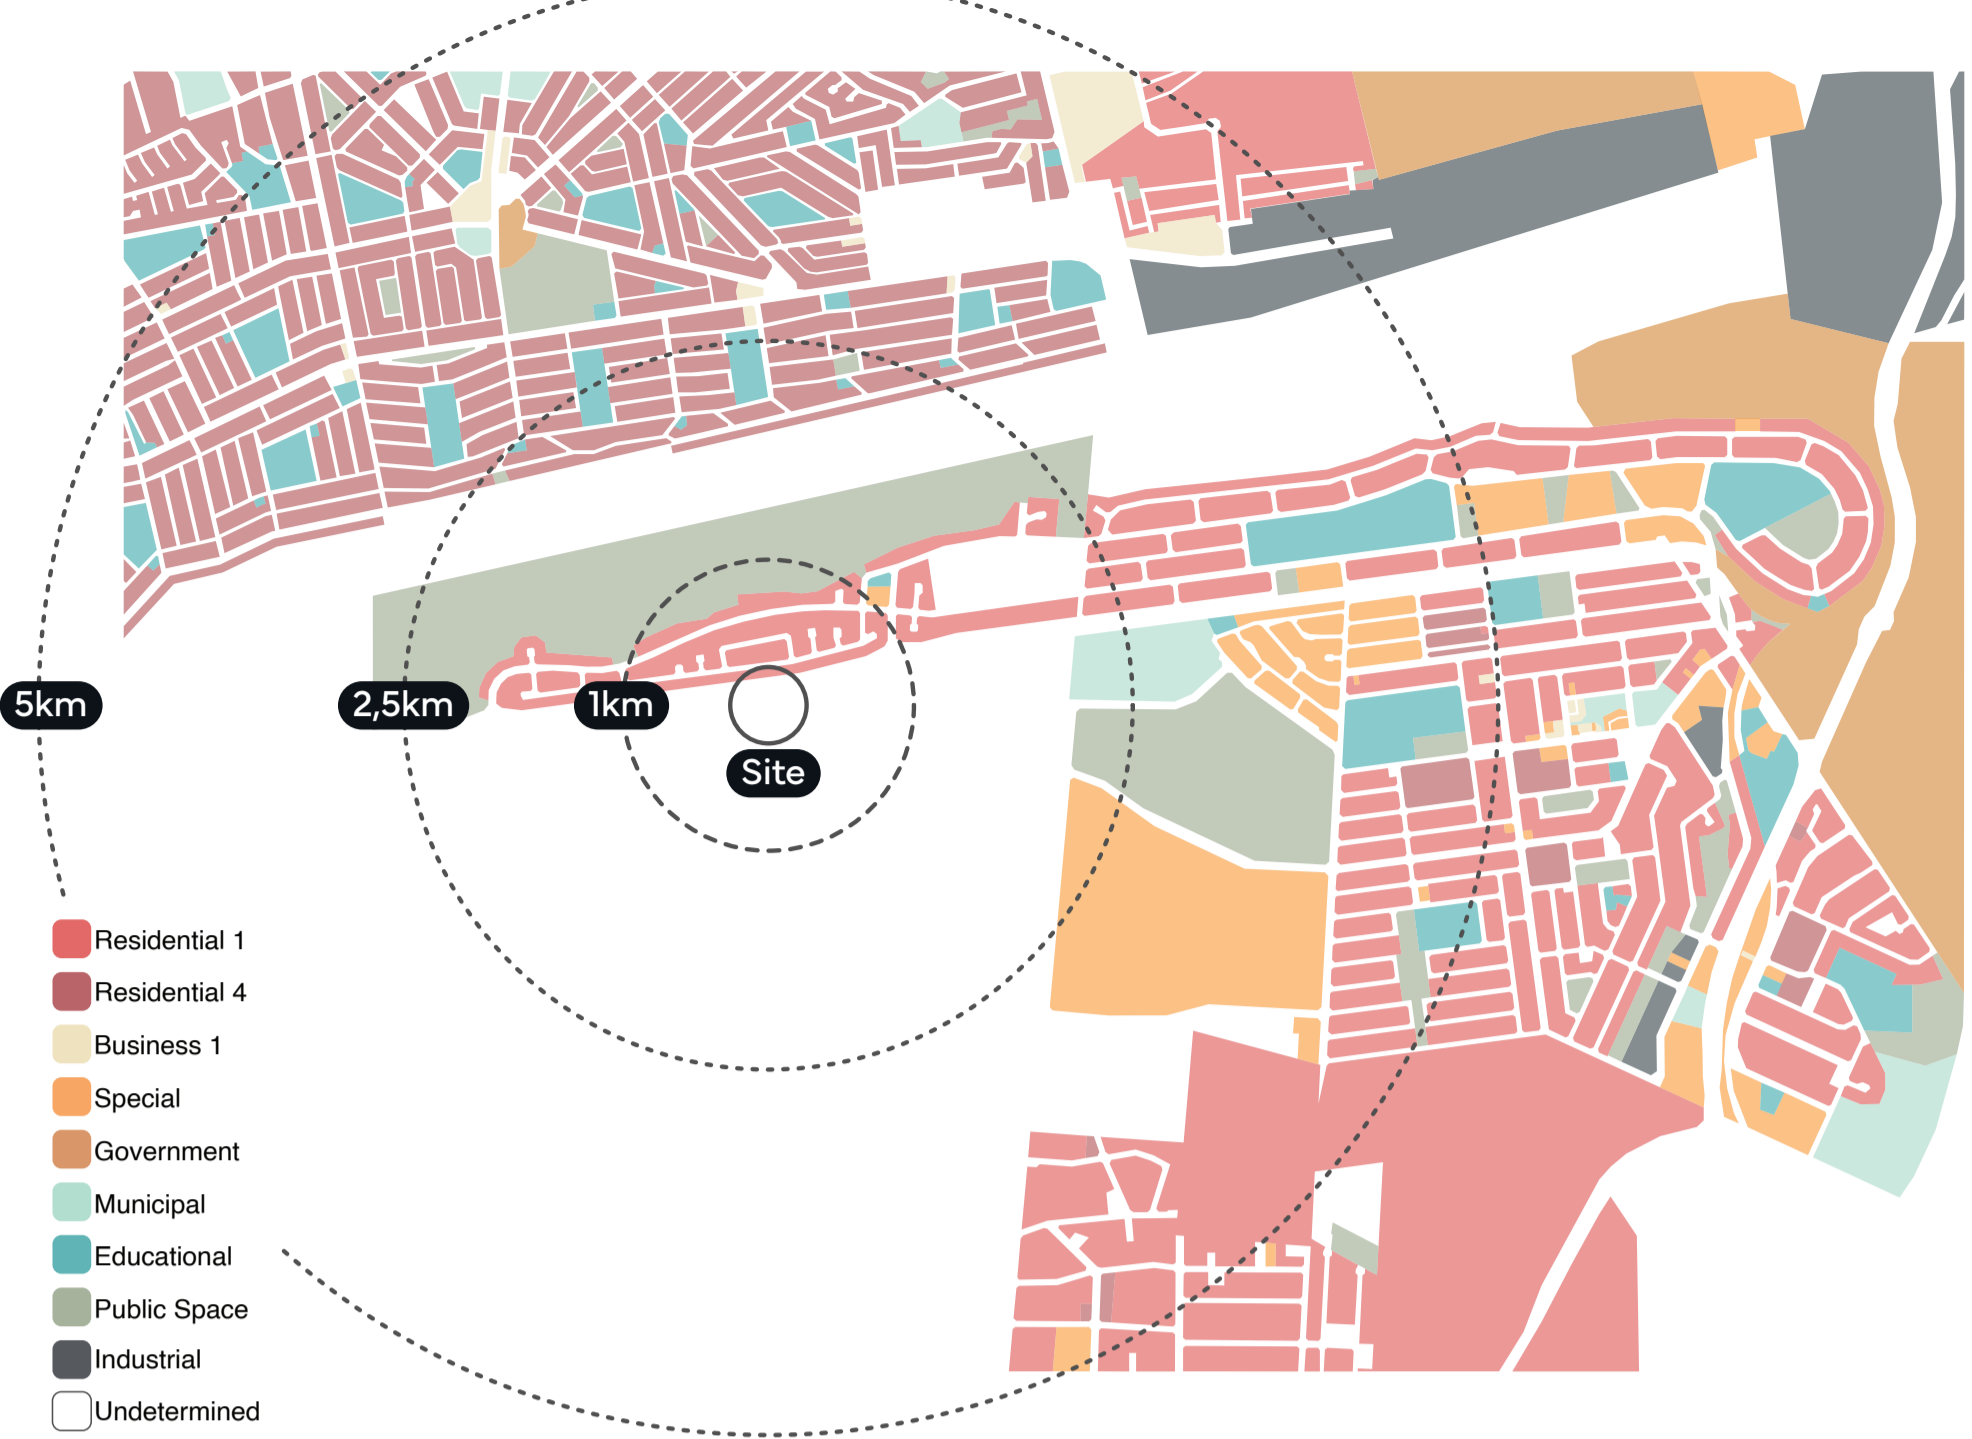 5km
2,5km
1km
Site
Residential 1
Residential 4
Business 1
Special
Government
Municipal
Educational
Public Space
Industrial
Undetermined